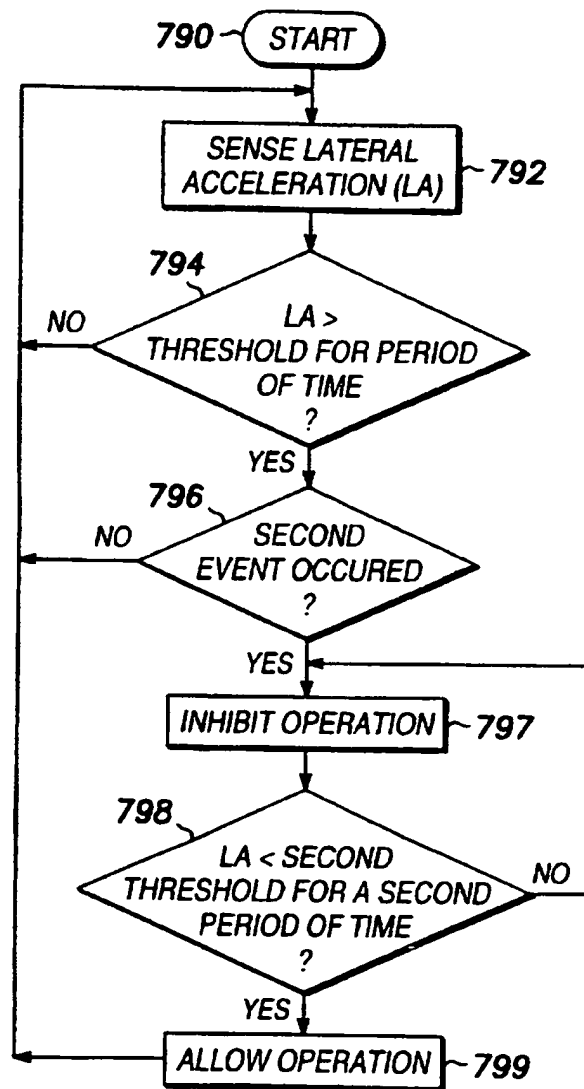 790
START
SENSE LATERAL
ACCELERATION (LA)
792
794
LA >
THRESHOLD FOR PERIOD
OF TIME
?
NO
YES
796
SECOND
EVENT OCCURED
?
NO
YES
INHIBIT OPERATION
797
798
LA < SECOND
THRESHOLD FOR A SECOND
PERIOD OF TIME
?
NO
YES
ALLOW OPERATION
799